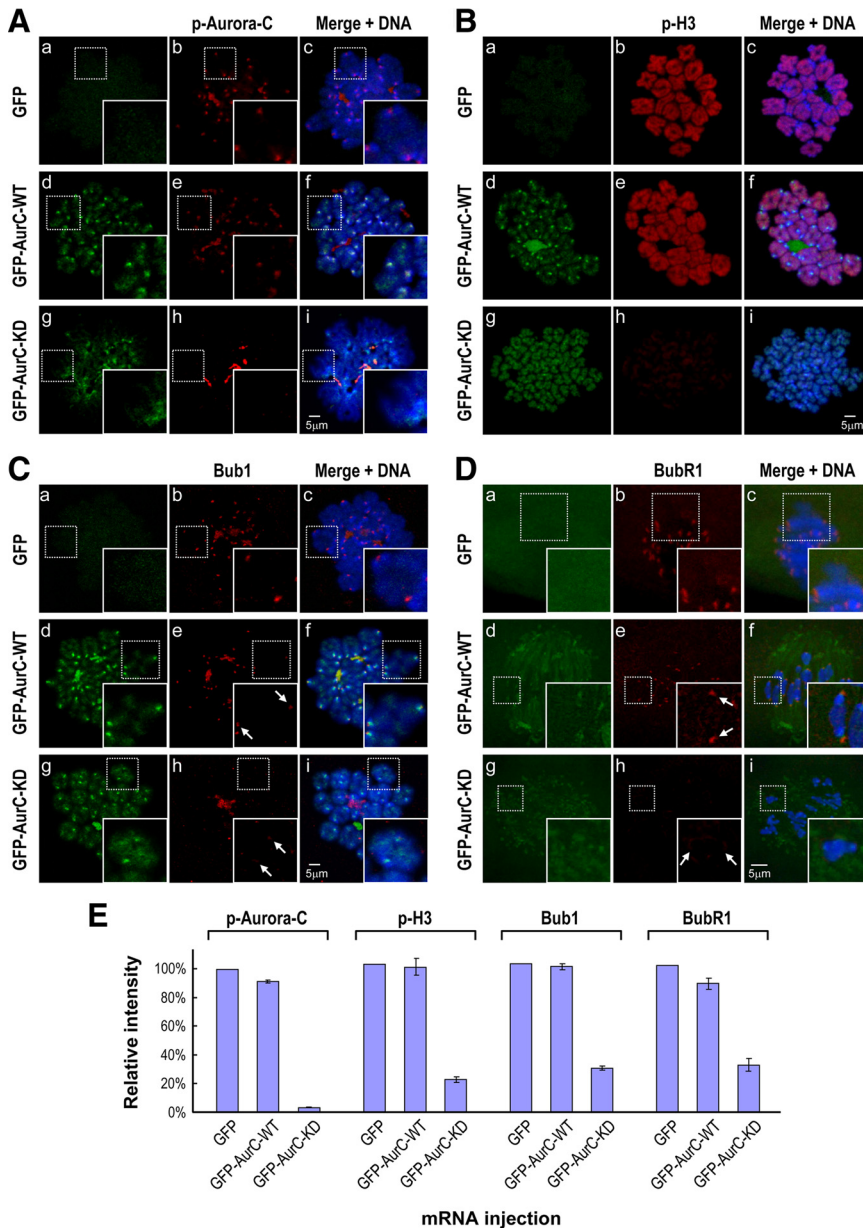 A p-Aurora-C Merge + DNA
GFP a b c
GFP-AurC-WT d e f
GFP-AurC-KD g h i
5μm
B p-H3 Merge + DNA
GFP a b c
GFP-AurC-WT d e f
GFP-AurC-KD g h i
5μm
C Bub1 Merge + DNA
GFP a b c
GFP-AurC-WT d e f
GFP-AurC-KD g h i
5μm
D BubR1 Merge + DNA
GFP a b c
GFP-AurC-WT d e f
GFP-AurC-KD g h i
5μm
E
p-Aurora-C p-H3 Bub1 BubR1
Relative intensity
100%
80%
60%
40%
20%
0%
GFP GFP-AurC-WT GFP-AurC-KD GFP GFP-AurC-WT GFP-AurC-KD GFP GFP-AurC-WT GFP-AurC-KD GFP GFP-AurC-WT GFP-AurC-KD
mRNA injection